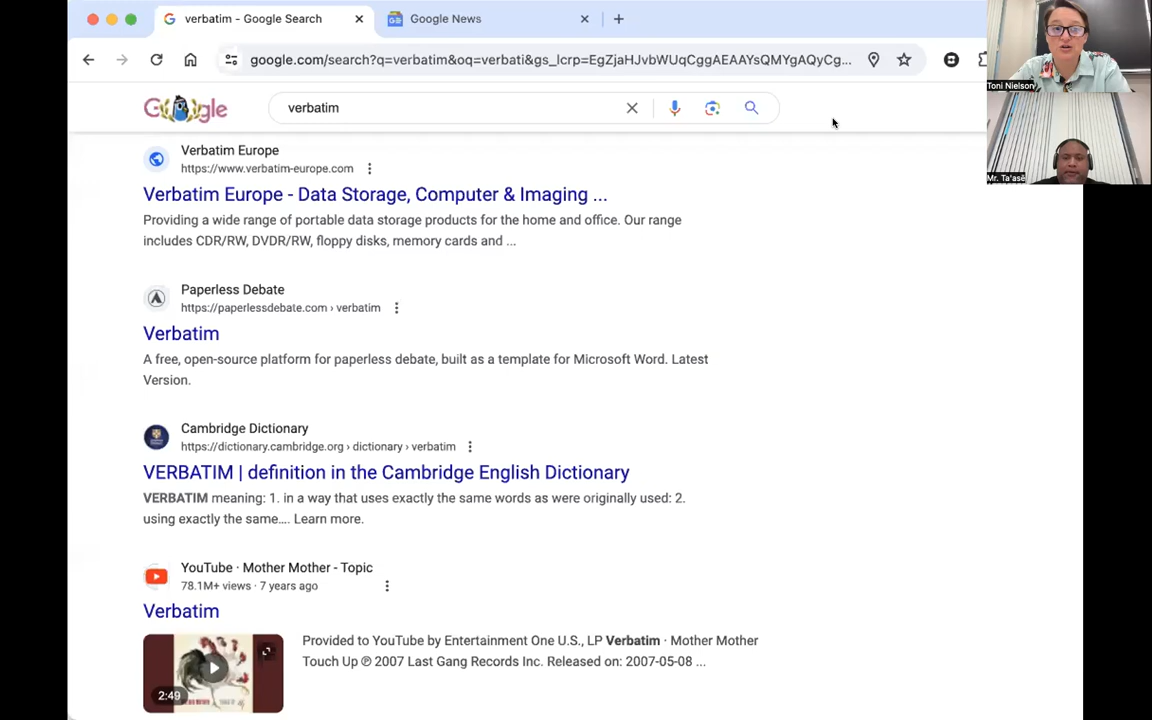 verbatim - Google Search
Google News
google.com/search?q=verbatim&oq=verbati&gs_lcrp=EgZjaHJvbWUqCggAEAAYsQMYgAQyCg...
Google
verbatim
Toni Nielson
Mr. Ta'ase
Verbatim Europe
https://www.verbatim-europe.com
Verbatim Europe - Data Storage, Computer & Imaging ...
Providing a wide range of portable data storage products for the home and office. Our range
includes CDR/RW, DVDR/RW, floppy disks, memory cards and ...
Paperless Debate
https://paperlessdebate.com › verbatim
Verbatim
A free, open-source platform for paperless debate, built as a template for Microsoft Word. Latest
Version.
Cambridge Dictionary
https://dictionary.cambridge.org › dictionary › verbatim
VERBATIM | definition in the Cambridge English Dictionary
VERBATIM meaning: 1. in a way that uses exactly the same words as were originally used: 2.
using exactly the same.... Learn more.
YouTube · Mother Mother - Topic
78.1M+ views · 7 years ago
Verbatim
Provided to YouTube by Entertainment One U.S., LP Verbatim · Mother Mother
Touch Up ℗ 2007 Last Gang Records Inc. Released on: 2007-05-08 ...
2:49